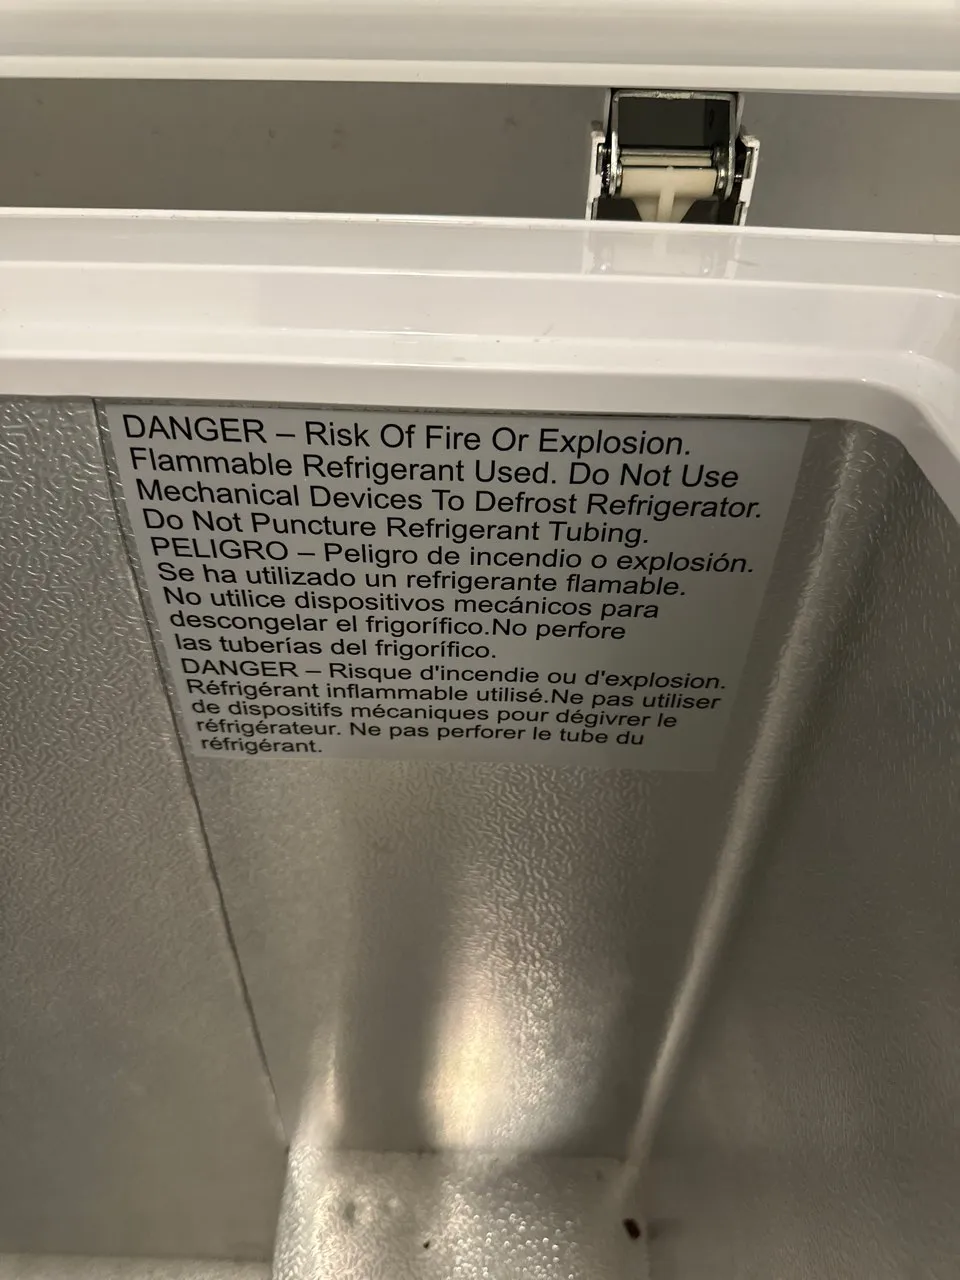 DANGER – Risk Of Fire Or Explosion.
Flammable Refrigerant Used. Do Not Use
Mechanical Devices To Defrost Refrigerator.
Do Not Puncture Refrigerant Tubing.
PELIGRO – Peligro de incendio o explosión.
Se ha utilizado un refrigerante flamable.
No utilice dispositivos mecánicos para
descongelar el frigorífico.No perfore
las tuberías del frigorífico.
DANGER – Risque d'incendie ou d'explosion.
Réfrigérant inflammable utilisé.Ne pas utiliser
de dispositifs mécaniques pour dégivrer le
réfrigérateur. Ne pas perforer le tube du
réfrigérant.